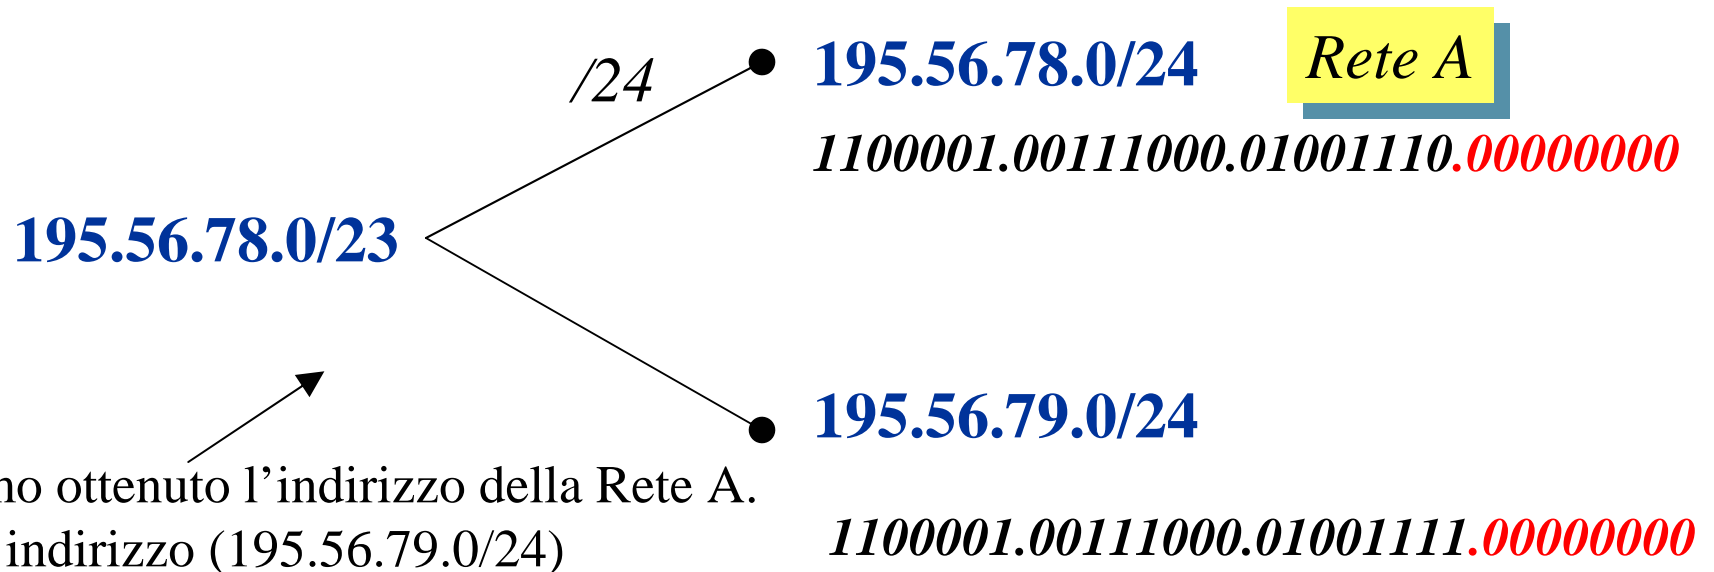 /24
195.56.78.0/24
Rete A
1100001.00111000.01001110.00000000
195.56.78.0/23
195.56.79.0/24
ottenuto l’indirizzo della Rete A.
indirizzo (195.56.79.0/24)
1100001.00111000.01001111.00000000